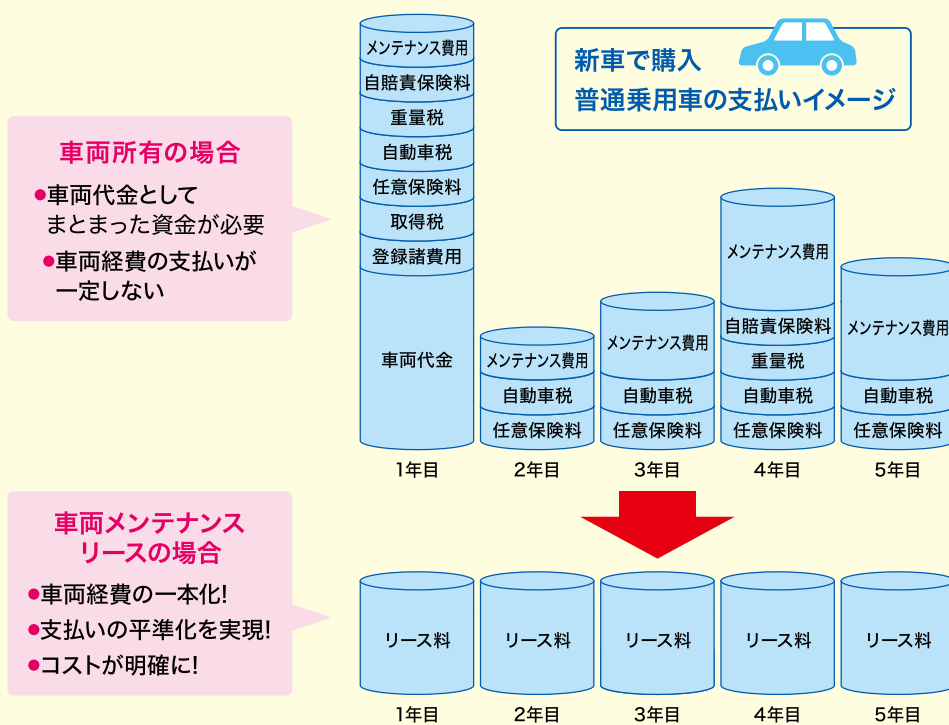 新車で購入
普通乗用車の支払いイメージ
車両所有の場合
●車両代金として
まとまった資金が必要
●車両経費の支払いが
一定しない
メンテナンス費用
自賠責保険料
重量税
自動車税
任意保険料
取得税
登録諸費用
車両代金
1年目
メンテナンス費用
自動車税
任意保険料
2年目
メンテナンス費用
自動車税
任意保険料
3年目
メンテナンス費用
自賠責保険料
重量税
自動車税
任意保険料
4年目
メンテナンス費用
自動車税
任意保険料
5年目
車両メンテナンス
リースの場合
●車両経費の一本化!
●支払いの平準化を実現!
●コストが明確に!
リース料
1年目
リース料
2年目
リース料
3年目
リース料
4年目
リース料
5年目